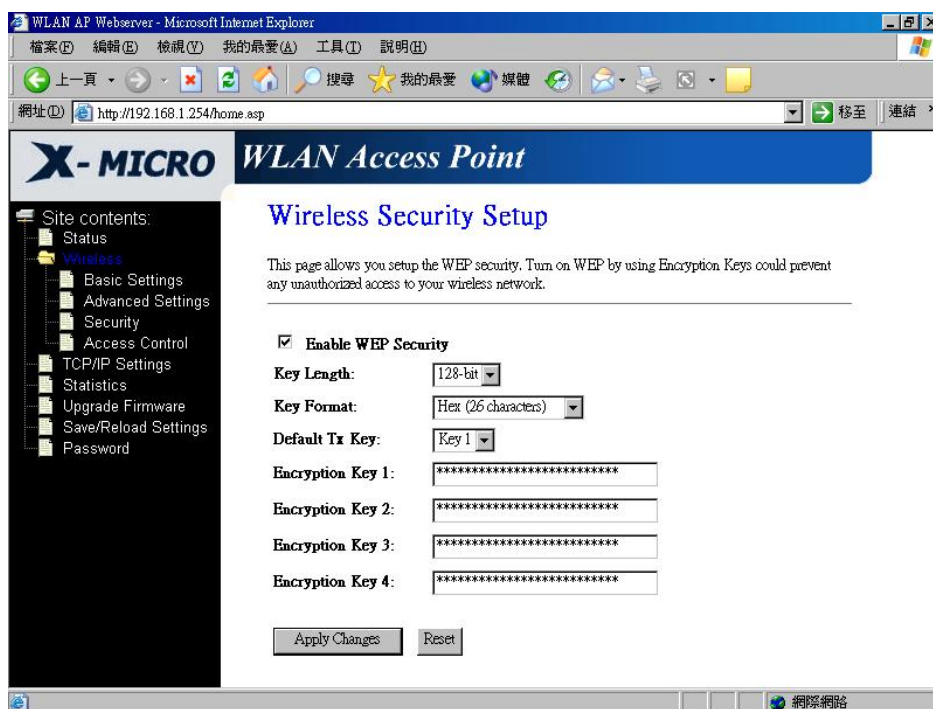 WLAN AP Webserver - Microsoft Internet Explorer
檔案(F) 編輯(E) 檢視(V) 我的最愛(A) 工具(T) 說明(H)
上一頁 搜尋 我的最愛 媒體
網址(D) http://192.168.1.254/home.asp 移至 連結
X-MICRO WLAN Access Point
Site contents:
Status
Wireless
Basic Settings
Advanced Settings
Security
Access Control
TCP/IP Settings
Statistics
Upgrade Firmware
Save/Reload Settings
Password
Wireless Security Setup
This page allows you setup the WEP security. Turn on WEP by using Encryption Keys could prevent
any unauthorized access to your wireless network.
Enable WEP Security
Key Length: 128-bit
Key Format: Hex (26 characters)
Default Tx Key: Key 1
Encryption Key 1: **************************
Encryption Key 2: **************************
Encryption Key 3: **************************
Encryption Key 4: **************************
Apply Changes Reset
網際網路